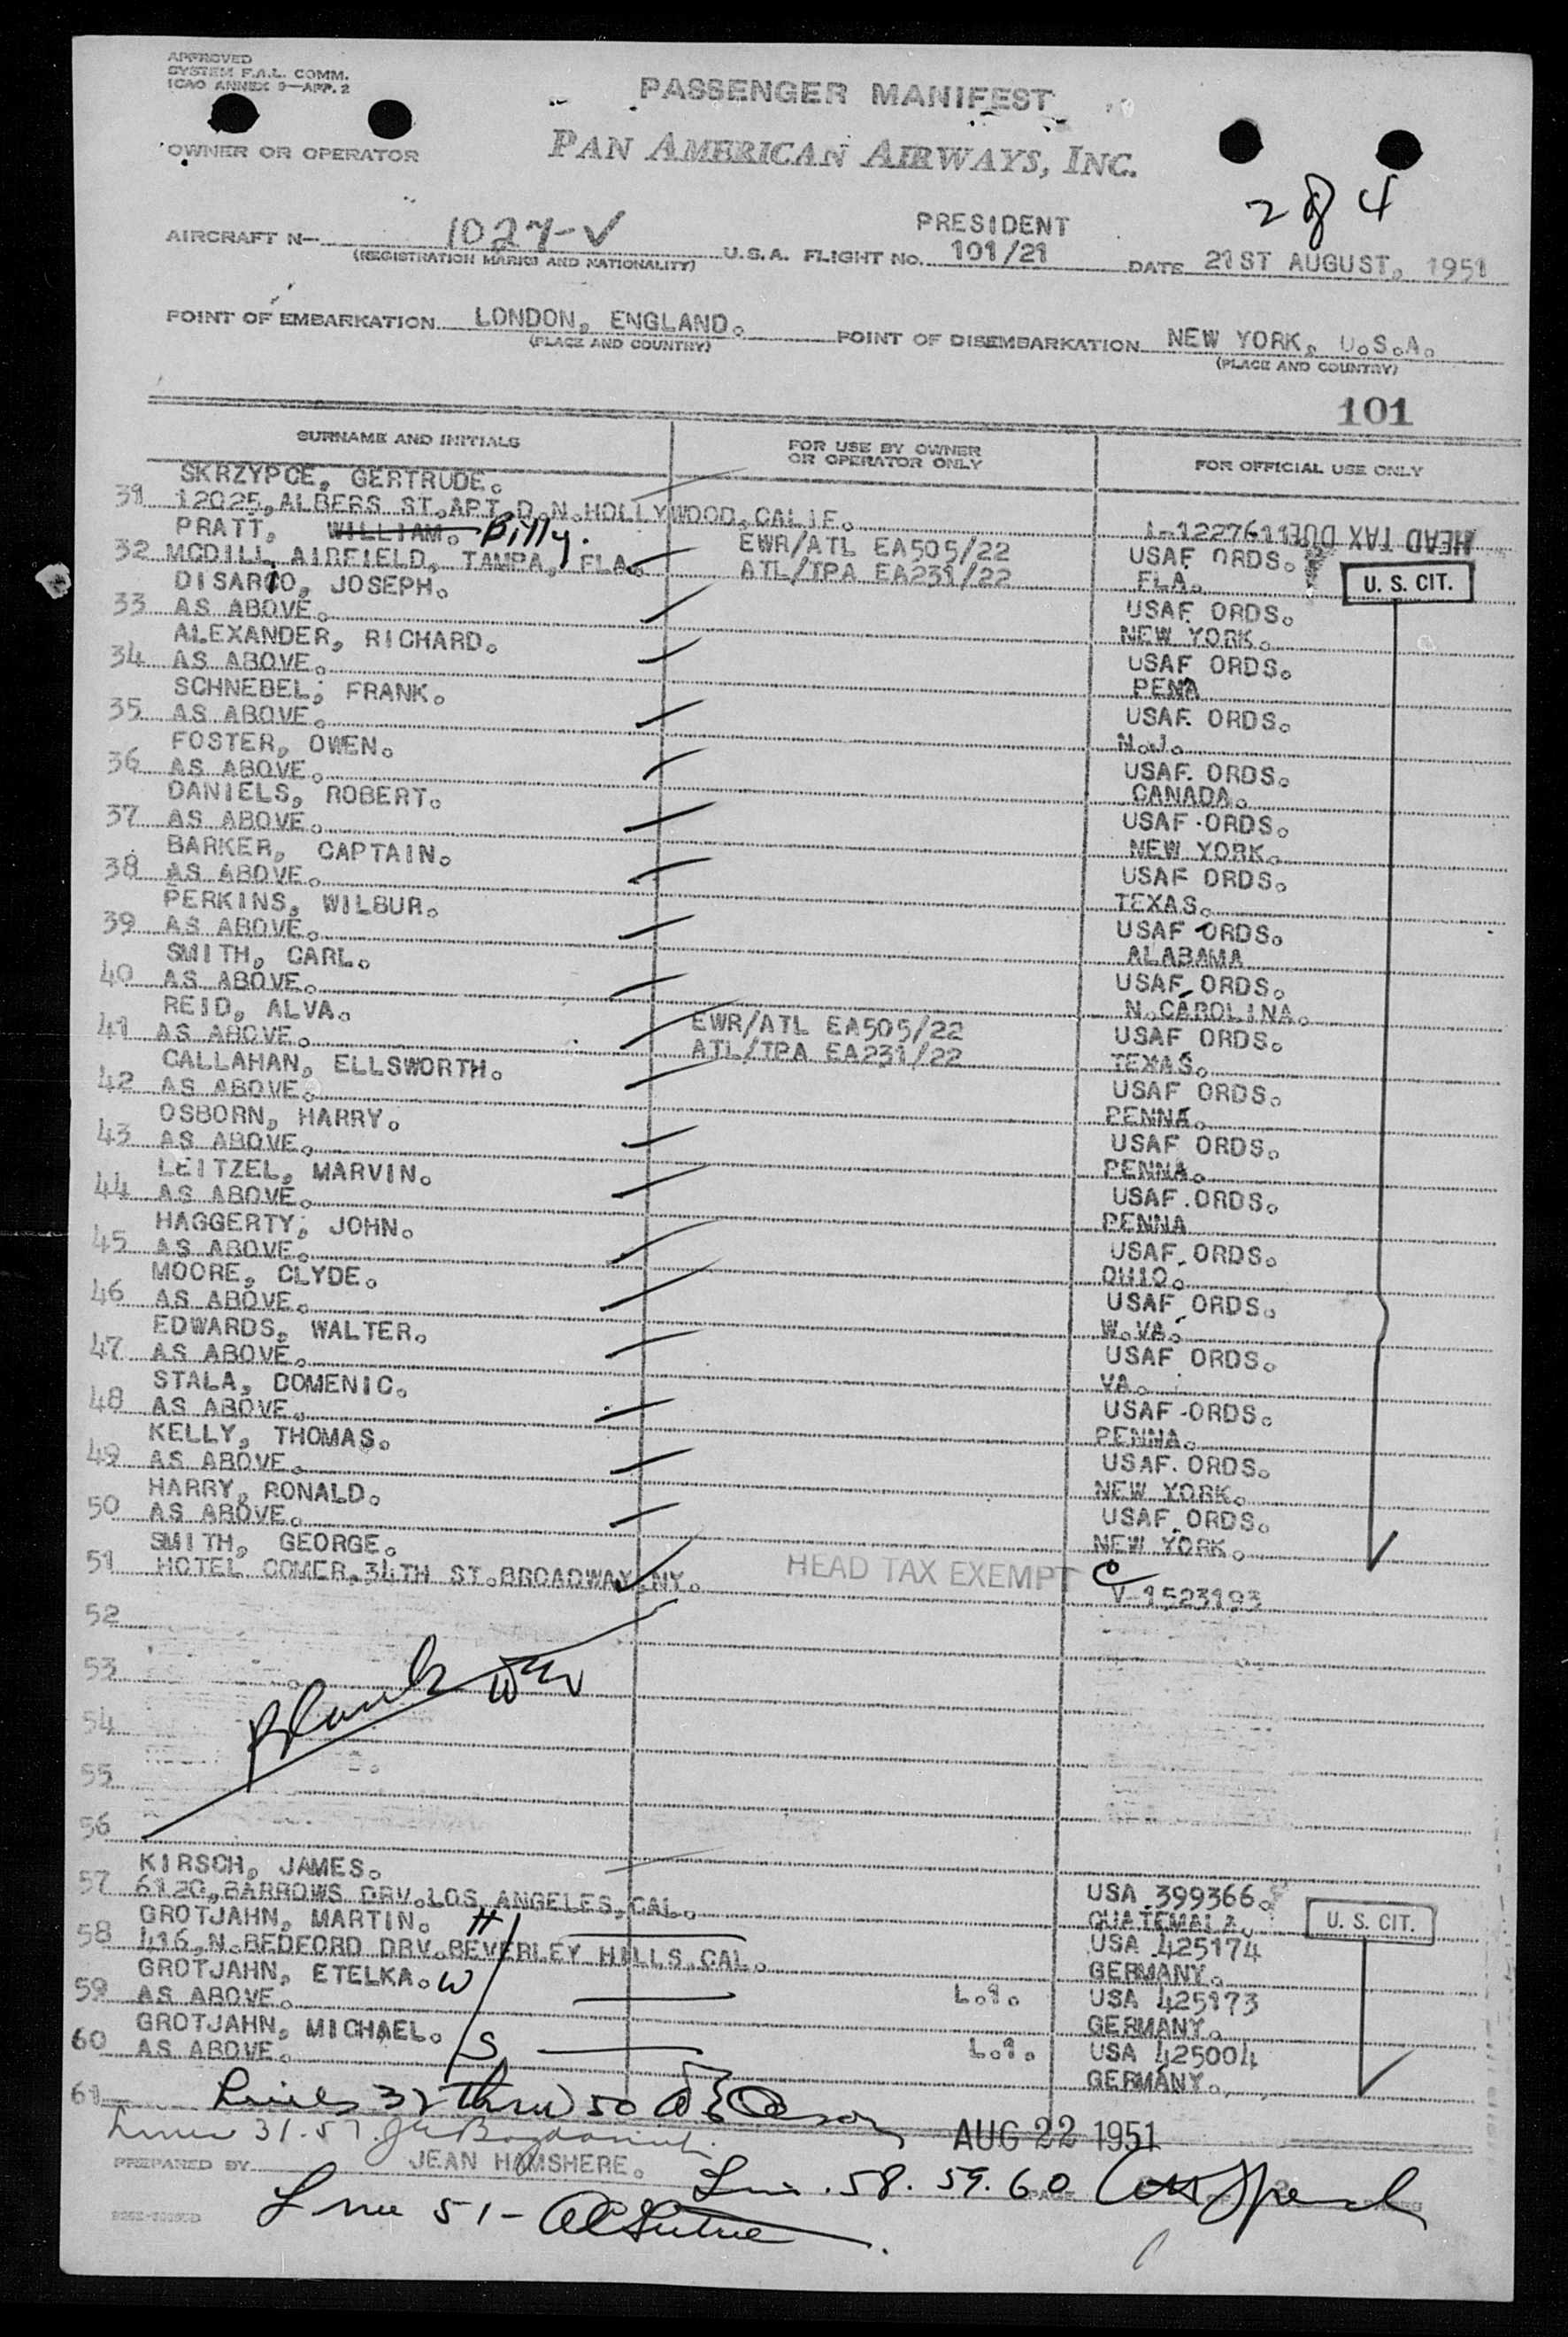 APPROVED
SYSTEM F.A.L. COMM.
ICAO ANNEX 9—APP. 2
PASSENGER MANIFEST
OWNER OR OPERATOR
PAN AMERICAN AIRWAYS, INC.
2 of 4
PRESIDENT
AIRCRAFT N— 1027-V U.S.A. FLIGHT NO. 101/21 DATE 21ST AUGUST, 1951
(REGISTRATION MARKS AND NATIONALITY)
POINT OF EMBARKATION LONDON, ENGLAND. POINT OF DISEMBARKATION NEW YORK, U.S.A.
(PLACE AND COUNTRY) (PLACE AND COUNTRY)
101
SURNAME AND INITIALS FOR USE BY OWNER OR OPERATOR ONLY FOR OFFICIAL USE ONLY
SKRZYPCE, GERTRUDE.
31 12025, ALBERS ST. APT. D. N. HOLLYWOOD, CALIF. I-1227611 HEAD TAX DUE
PRATT, WILLIAM. Billy. EWR/ATL EA505/22 USAF ORDS.
32 MCDILL AIRFIELD, TAMPA, FLA. ATL/TPA EA231/22 FLA. U. S. CIT.
DISARIO, JOSEPH. USAF ORDS.
33 AS ABOVE. NEW YORK.
ALEXANDER, RICHARD. USAF ORDS.
34 AS ABOVE. PENA
SCHNEBEL, FRANK. USAF ORDS.
35 AS ABOVE. N.J.
FOSTER, OWEN. USAF ORDS.
36 AS ABOVE. CANADA.
DANIELS, ROBERT. USAF ORDS.
37 AS ABOVE. NEW YORK.
BARKER, CAPTAIN. USAF ORDS.
38 AS ABOVE. TEXAS.
PERKINS, WILBUR. USAF ORDS.
39 AS ABOVE. ALABAMA
SMITH, CARL. USAF ORDS.
40 AS ABOVE. N. CAROLINA.
REID, ALVA. EWR/ATL EA505/22 USAF ORDS.
41 AS ABOVE. ATL/TPA EA231/22 TEXAS.
CALLAHAN, ELLSWORTH. USAF ORDS.
42 AS ABOVE. PENNA.
OSBORN, HARRY. USAF ORDS.
43 AS ABOVE. PENNA.
LEITZEL, MARVIN. USAF ORDS.
44 AS ABOVE. PENNA
HAGGERTY, JOHN. USAF ORDS.
45 AS ABOVE. OHIO.
MOORE, CLYDE. USAF ORDS.
46 AS ABOVE. W.VA.
EDWARDS, WALTER. USAF ORDS.
47 AS ABOVE. VA.
STALA, DOMENIC. USAF ORDS.
48 AS ABOVE. PENNA.
KELLY, THOMAS. USAF ORDS.
49 AS ABOVE. NEW YORK.
HARRY, RONALD. USAF ORDS.
50 AS ABOVE. NEW YORK.
SMITH, GEORGE.
51 HOTEL COMER, 34TH ST. BROADWAY, NY. HEAD TAX EXEMPT V-1523193
52
53
Blank
54
55
56
KIRSCH, JAMES. USA 399366.
57 6120, BARROWS DRV. LOS ANGELES, CAL. GUATEMALA. U. S. CIT.
GROTJAHN, MARTIN. H USA 425174
58 416, N. BEDFORD DRV. BEVERLEY HILLS, CAL. GERMANY.
GROTJAHN, ETELKA. W USA 425173
59 AS ABOVE. L.1. GERMANY.
GROTJAHN, MICHAEL. S USA 425004
60 AS ABOVE. L.1. GERMANY.
61 Lines 32 thru 50
Lines 31. 57. AUG 22 1951
PREPARED BY JEAN HAMSHERE.
58. 59. 60
Line 51 -